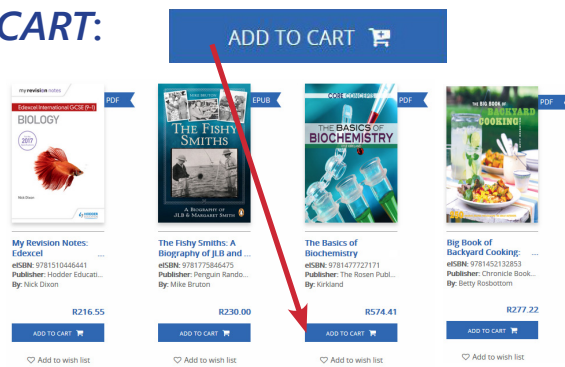 CART:
ADD TO CART
my revision notes
Edexcel International GCSE (9–1)
BIOLOGY
2017
Nick Dixon
HODDER
PDF
My Revision Notes:
Edexcel ...
eISBN: 9781510446441
Publisher: Hodder Educati...
By: Nick Dixon
R216.55
ADD TO CART
Add to wish list
MIKE BRUTON
THE FISHY
SMITHS
A BIOGRAPHY OF
JLB & MARGARET SMITH
EPUB
The Fishy Smiths: A
Biography of JLB and ...
eISBN: 9781775846475
Publisher: Penguin Rando...
By: Mike Bruton
R230.00
ADD TO CART
Add to wish list
CORE CONCEPTS
THE BASICS OF
BIOCHEMISTRY
PDF
The Basics of
Biochemistry
eISBN: 9781477727171
Publisher: The Rosen Publ...
By: Kirkland
R574.41
ADD TO CART
Add to wish list
THE BIG BOOK OF
BACKYARD
COOKING
PDF
Big Book of
Backyard Cooking: ...
eISBN: 9781452132853
Publisher: Chronicle Book...
By: Betty Rosbottom
R277.22
ADD TO CART
Add to wish list